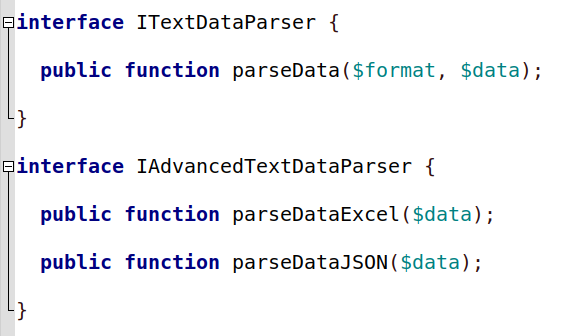 interface ITextDataParser {
public function parseData($format, $data);
}
interface IAdvancedTextDataParser {
public function parseDataExcel($data);
public function parseDataJSON($data);
}